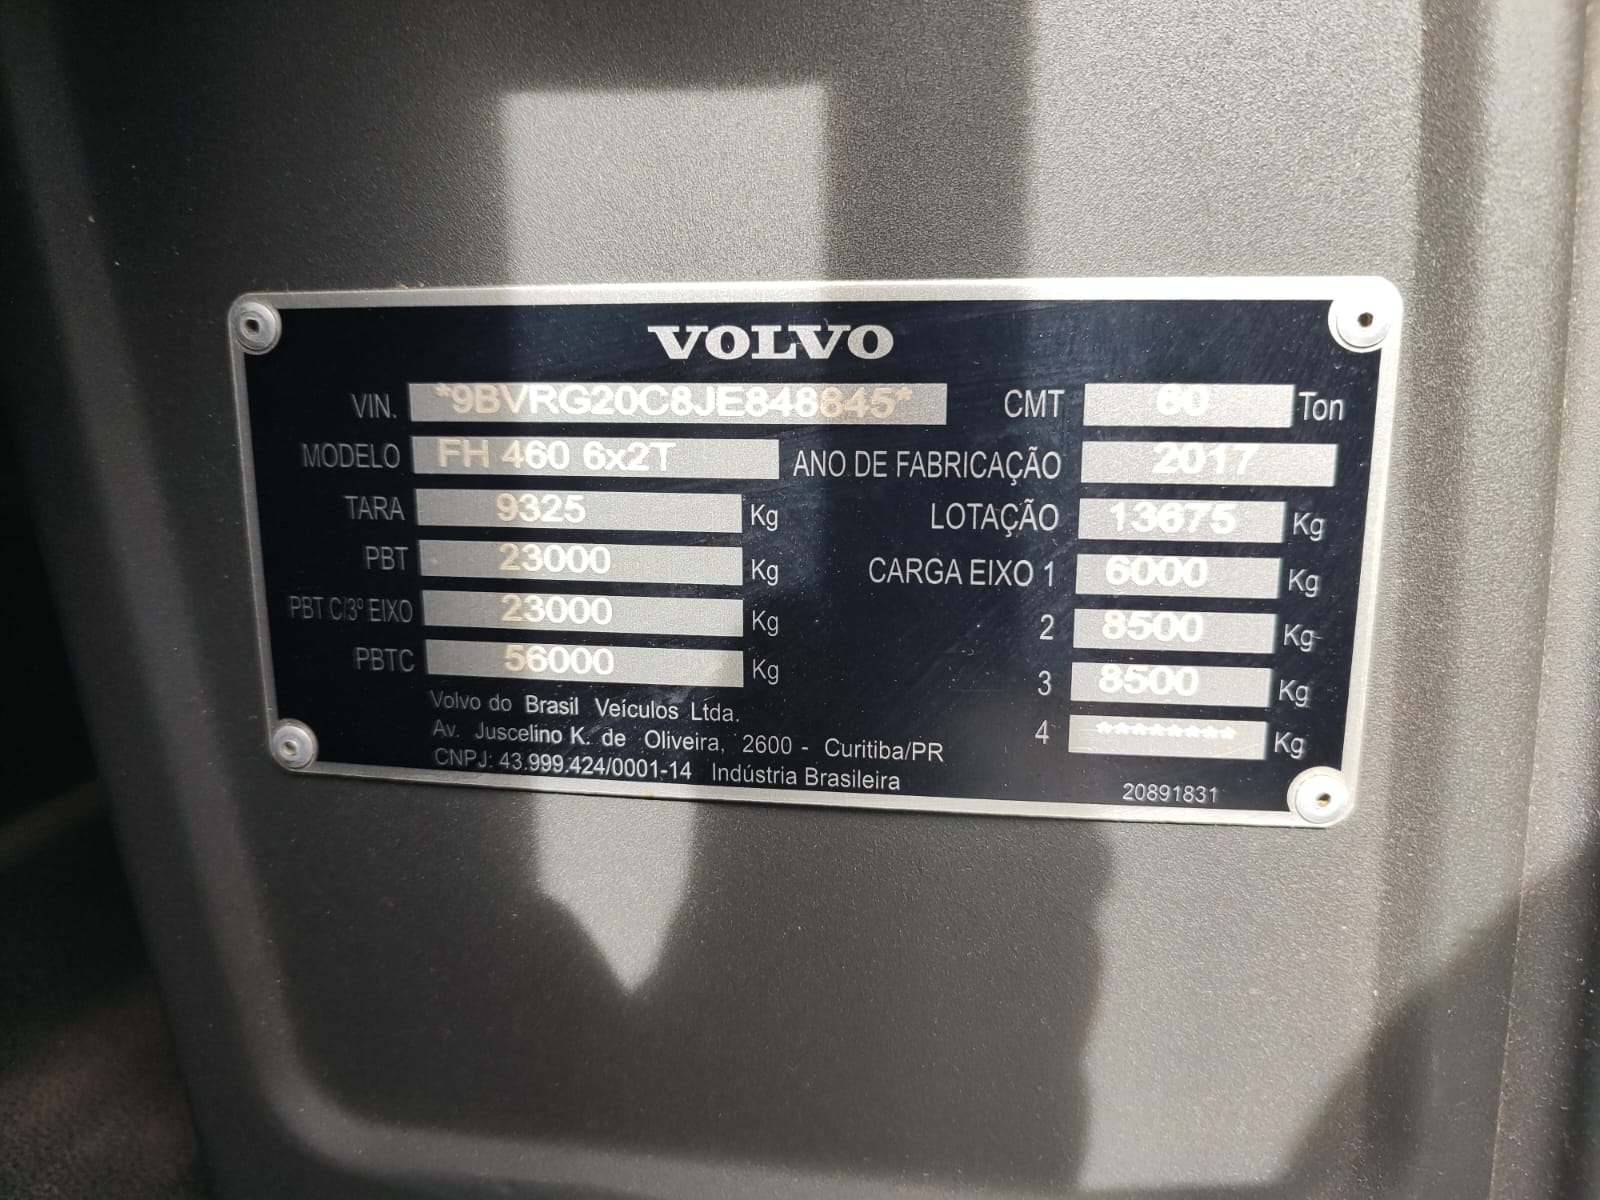 VOLVO
VIN. *9BVRG20C8JE848845* CMT 60 Ton
MODELO FH 460 6x2T ANO DE FABRICAÇÃO 2017
TARA 9325 Kg LOTAÇÃO 13675 Kg
PBT 23000 Kg CARGA EIXO 1 6000 Kg
PBT C/3º EIXO 23000 Kg 2 8500 Kg
PBTC 56000 Kg 3 8500 Kg
4 ******** Kg
Volvo do Brasil Veículos Ltda.
Av. Juscelino K. de Oliveira, 2600 - Curitiba/PR
CNPJ: 43.999.424/0001-14 Indústria Brasileira
20891831